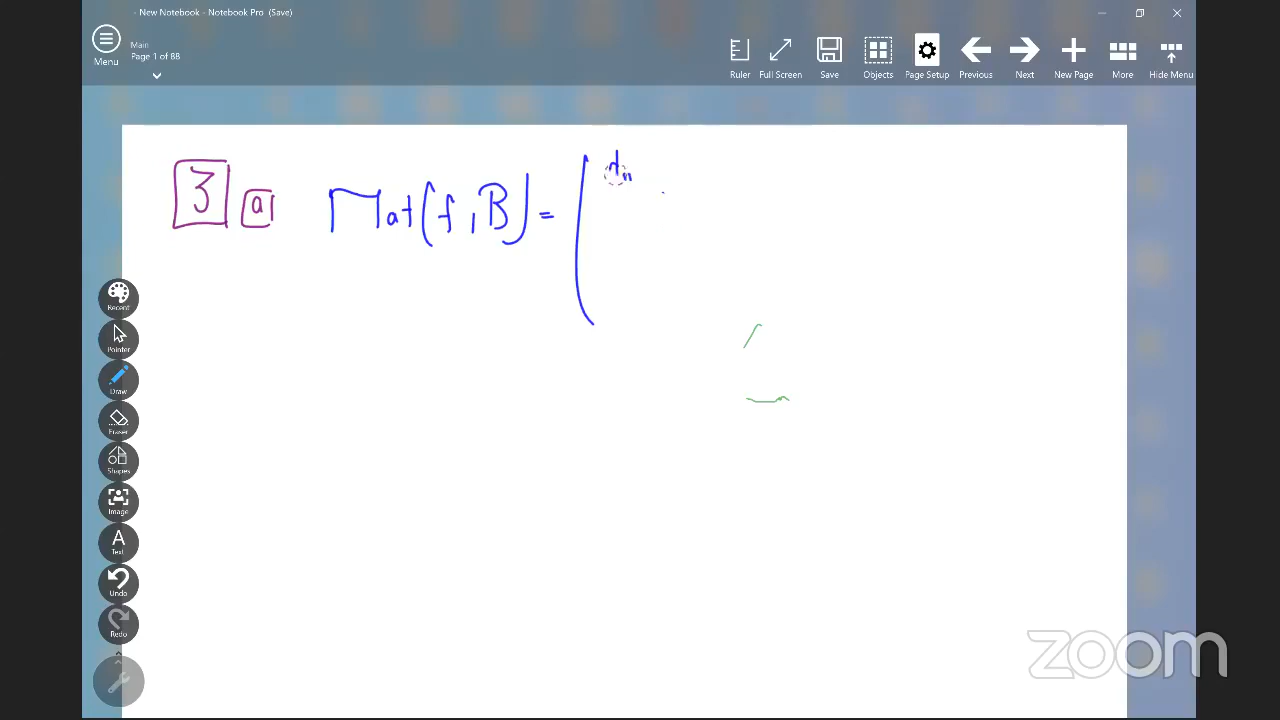 - New Notebook - Notebook Pro (Save)
Main
Page 1 of 88
Menu
Ruler Full Screen Save Objects Page Setup Previous Next New Page More Hide Menu
3 a Mat(f, B) = (
Recent
Pointer
Draw
Eraser
Shapes
Image
A
Text
Undo
Redo
zoom